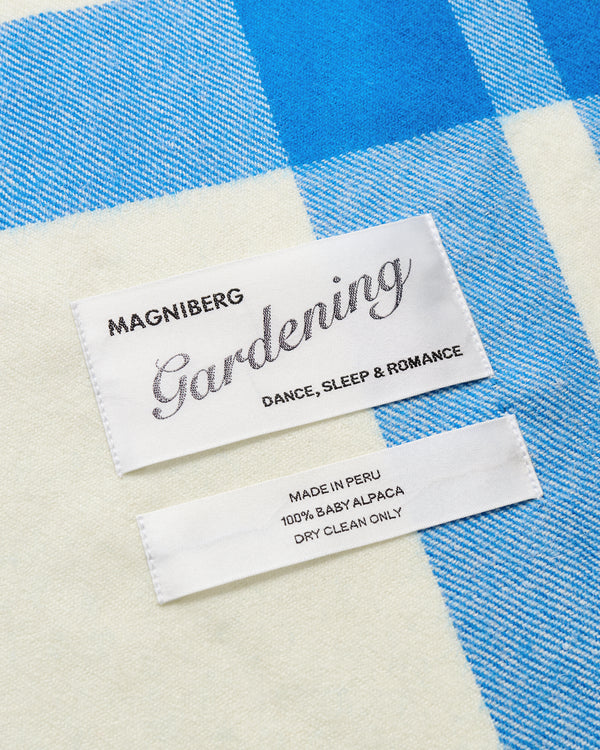 MAGNIBERG
Gardening
DANCE, SLEEP & ROMANCE
MADE IN PERU
100% BABY ALPACA
DRY CLEAN ONLY